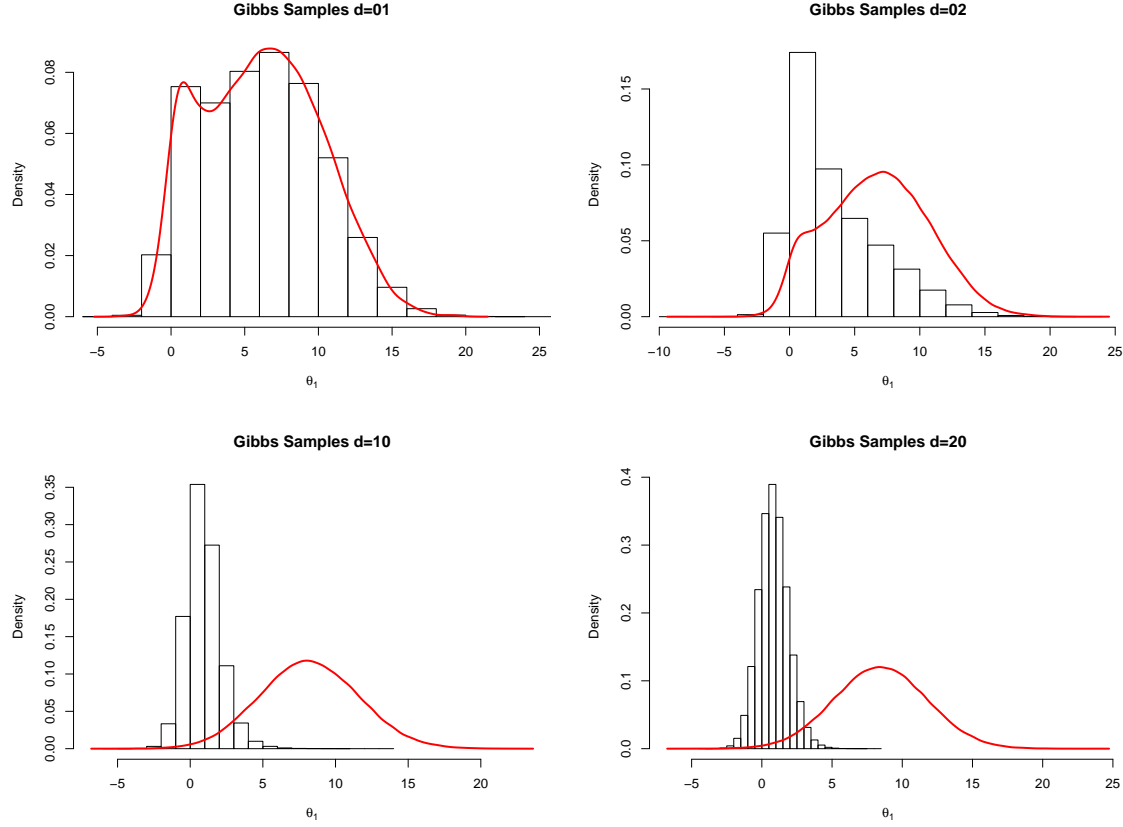 Gibbs Samples d=01
Density
0.00 0.02 0.04 0.06 0.08
−5 0 5 10 15 20 25
θ1
Gibbs Samples d=02
Density
0.00 0.05 0.10 0.15
−10 −5 0 5 10 15 20 25
θ1
Gibbs Samples d=10
Density
0.00 0.05 0.10 0.15 0.20 0.25 0.30 0.35
−5 0 5 10 15 20
θ1
Gibbs Samples d=20
Density
0.0 0.1 0.2 0.3 0.4
−5 0 5 10 15 20 25
θ1